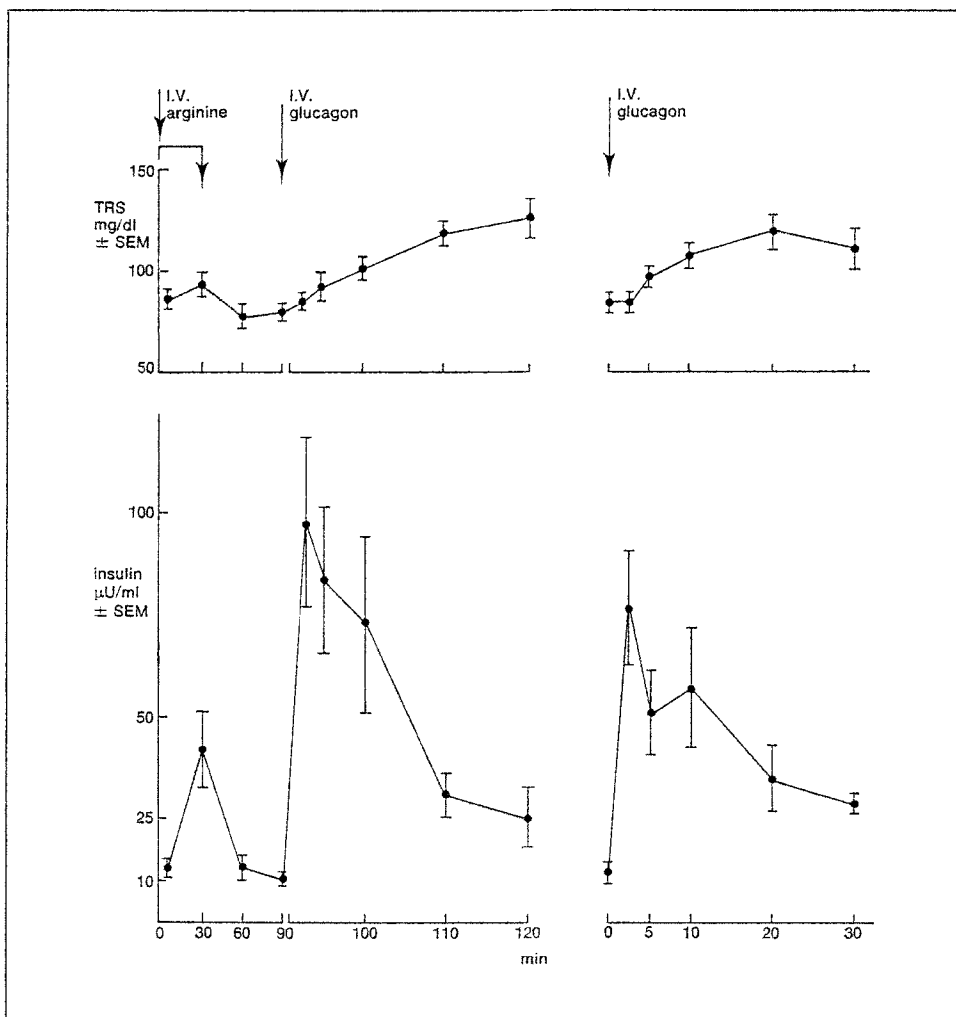 I.V.
arginine
I.V.
glucagon
I.V.
glucagon
150
TRS
mg/dl
± SEM
100
50
100
insulin
μU/ml
± SEM
50
25
10
0 30 60 90 100 110 120
min
0 5 10 20 30